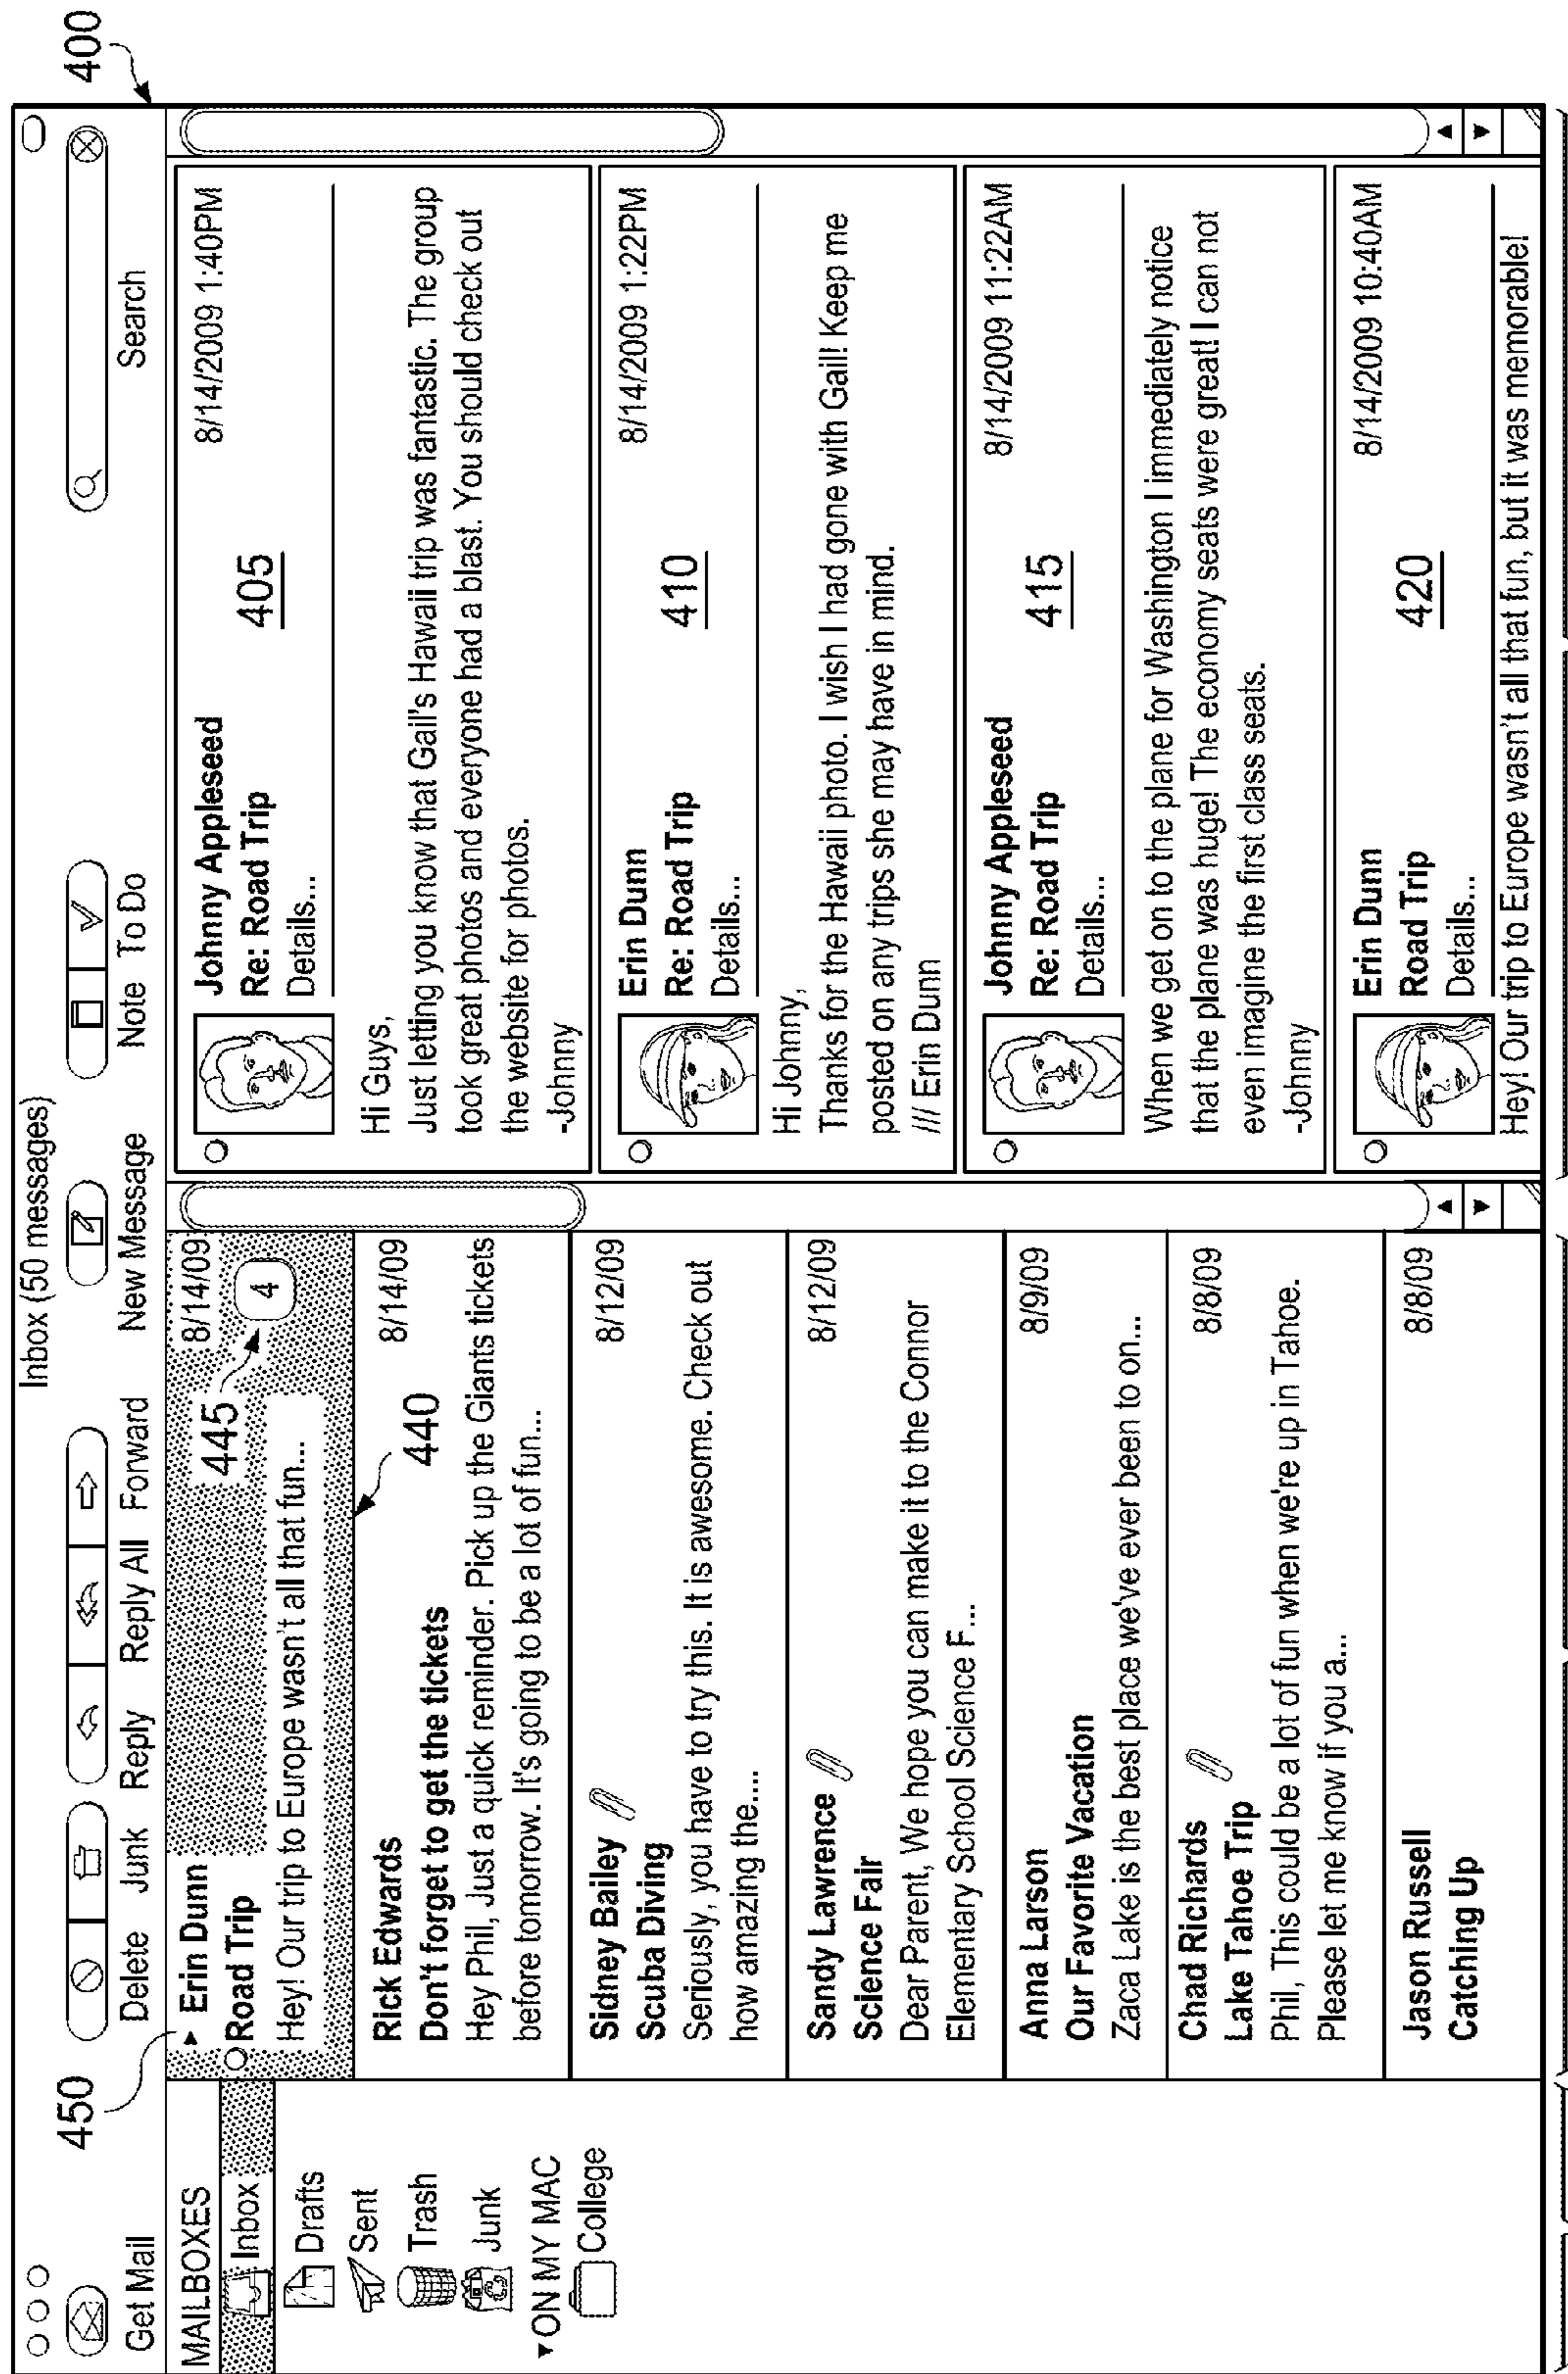 400
Inbox (50 messages)
Get Mail
Delete
Junk
Reply
Reply All
Forward
New Message
Note
To Do
Search
450
MAILBOXES
Inbox
Drafts
Sent
Trash
Junk
ON MY MAC
College
Erin Dunn 8/14/09
Road Trip
445
4
Hey! Our trip to Europe wasn't all that fun...
440
Rick Edwards 8/14/09
Don't forget to get the tickets
Hey Phil, Just a quick reminder. Pick up the Giants tickets
before tomorrow. It's going to be a lot of fun...
Sidney Bailey 8/12/09
Scuba Diving
Seriously, you have to try this. It is awesome. Check out
how amazing the....
Sandy Lawrence 8/12/09
Science Fair
Dear Parent, We hope you can make it to the Connor
Elementary School Science F...
Anna Larson 8/9/09
Our Favorite Vacation
Zaca Lake is the best place we've ever been to on...
Chad Richards 8/8/09
Lake Tahoe Trip
Phil, This could be a lot of fun when we're up in Tahoe.
Please let me know if you a...
Jason Russell 8/8/09
Catching Up
Johnny Appleseed 8/14/2009 1:40PM
Re: Road Trip
405
Details...
Hi Guys,
Just letting you know that Gail's Hawaii trip was fantastic. The group
took great photos and everyone had a blast. You should check out
the website for photos.
-Johnny
Erin Dunn 8/14/2009 1:22PM
Re: Road Trip
410
Details...
Hi Johnny,
Thanks for the Hawaii photo. I wish I had gone with Gail! Keep me
posted on any trips she may have in mind.
/// Erin Dunn
Johnny Appleseed 8/14/2009 11:22AM
Re: Road Trip
415
Details...
When we get on to the plane for Washington I immediately notice
that the plane was huge! The economy seats were great! I can not
even imagine the first class seats.
-Johnny
Erin Dunn 8/14/2009 10:40AM
Road Trip
420
Details...
Hey! Our trip to Europe wasn't all that fun, but it was memorable!